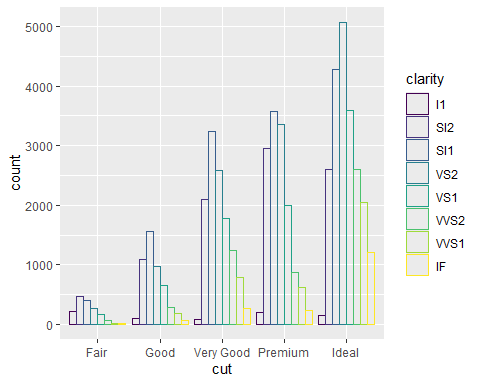 5000
4000
3000
2000
1000
0
count
Fair
Good
Very Good
Premium
Ideal
cut
clarity
I1
SI2
SI1
VS2
VS1
VVS2
VVS1
IF